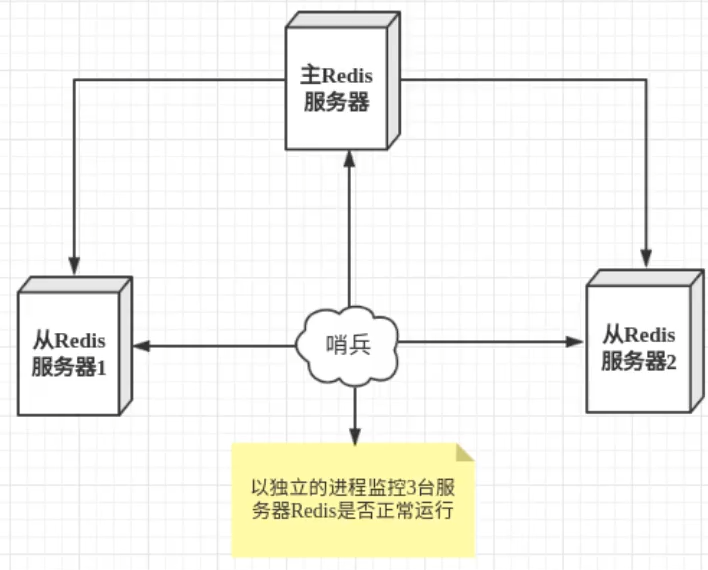 主Redis
服务器
从Redis
服务器1
哨兵
从Redis
服务器2
以独立的进程监控3台服
务器Redis是否正常运行